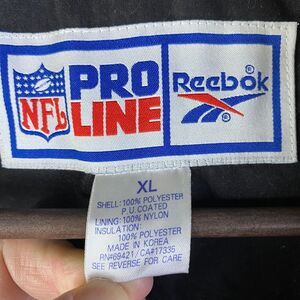 NFL
PRO
LINE
Reebok
XL
SHELL: 100% POLYESTER
P.U. COATED
LINING: 100% NYLON
INSULATION:
100% POLYESTER
MADE IN KOREA
RN#69421 / CA#17335
SEE REVERSE FOR CARE